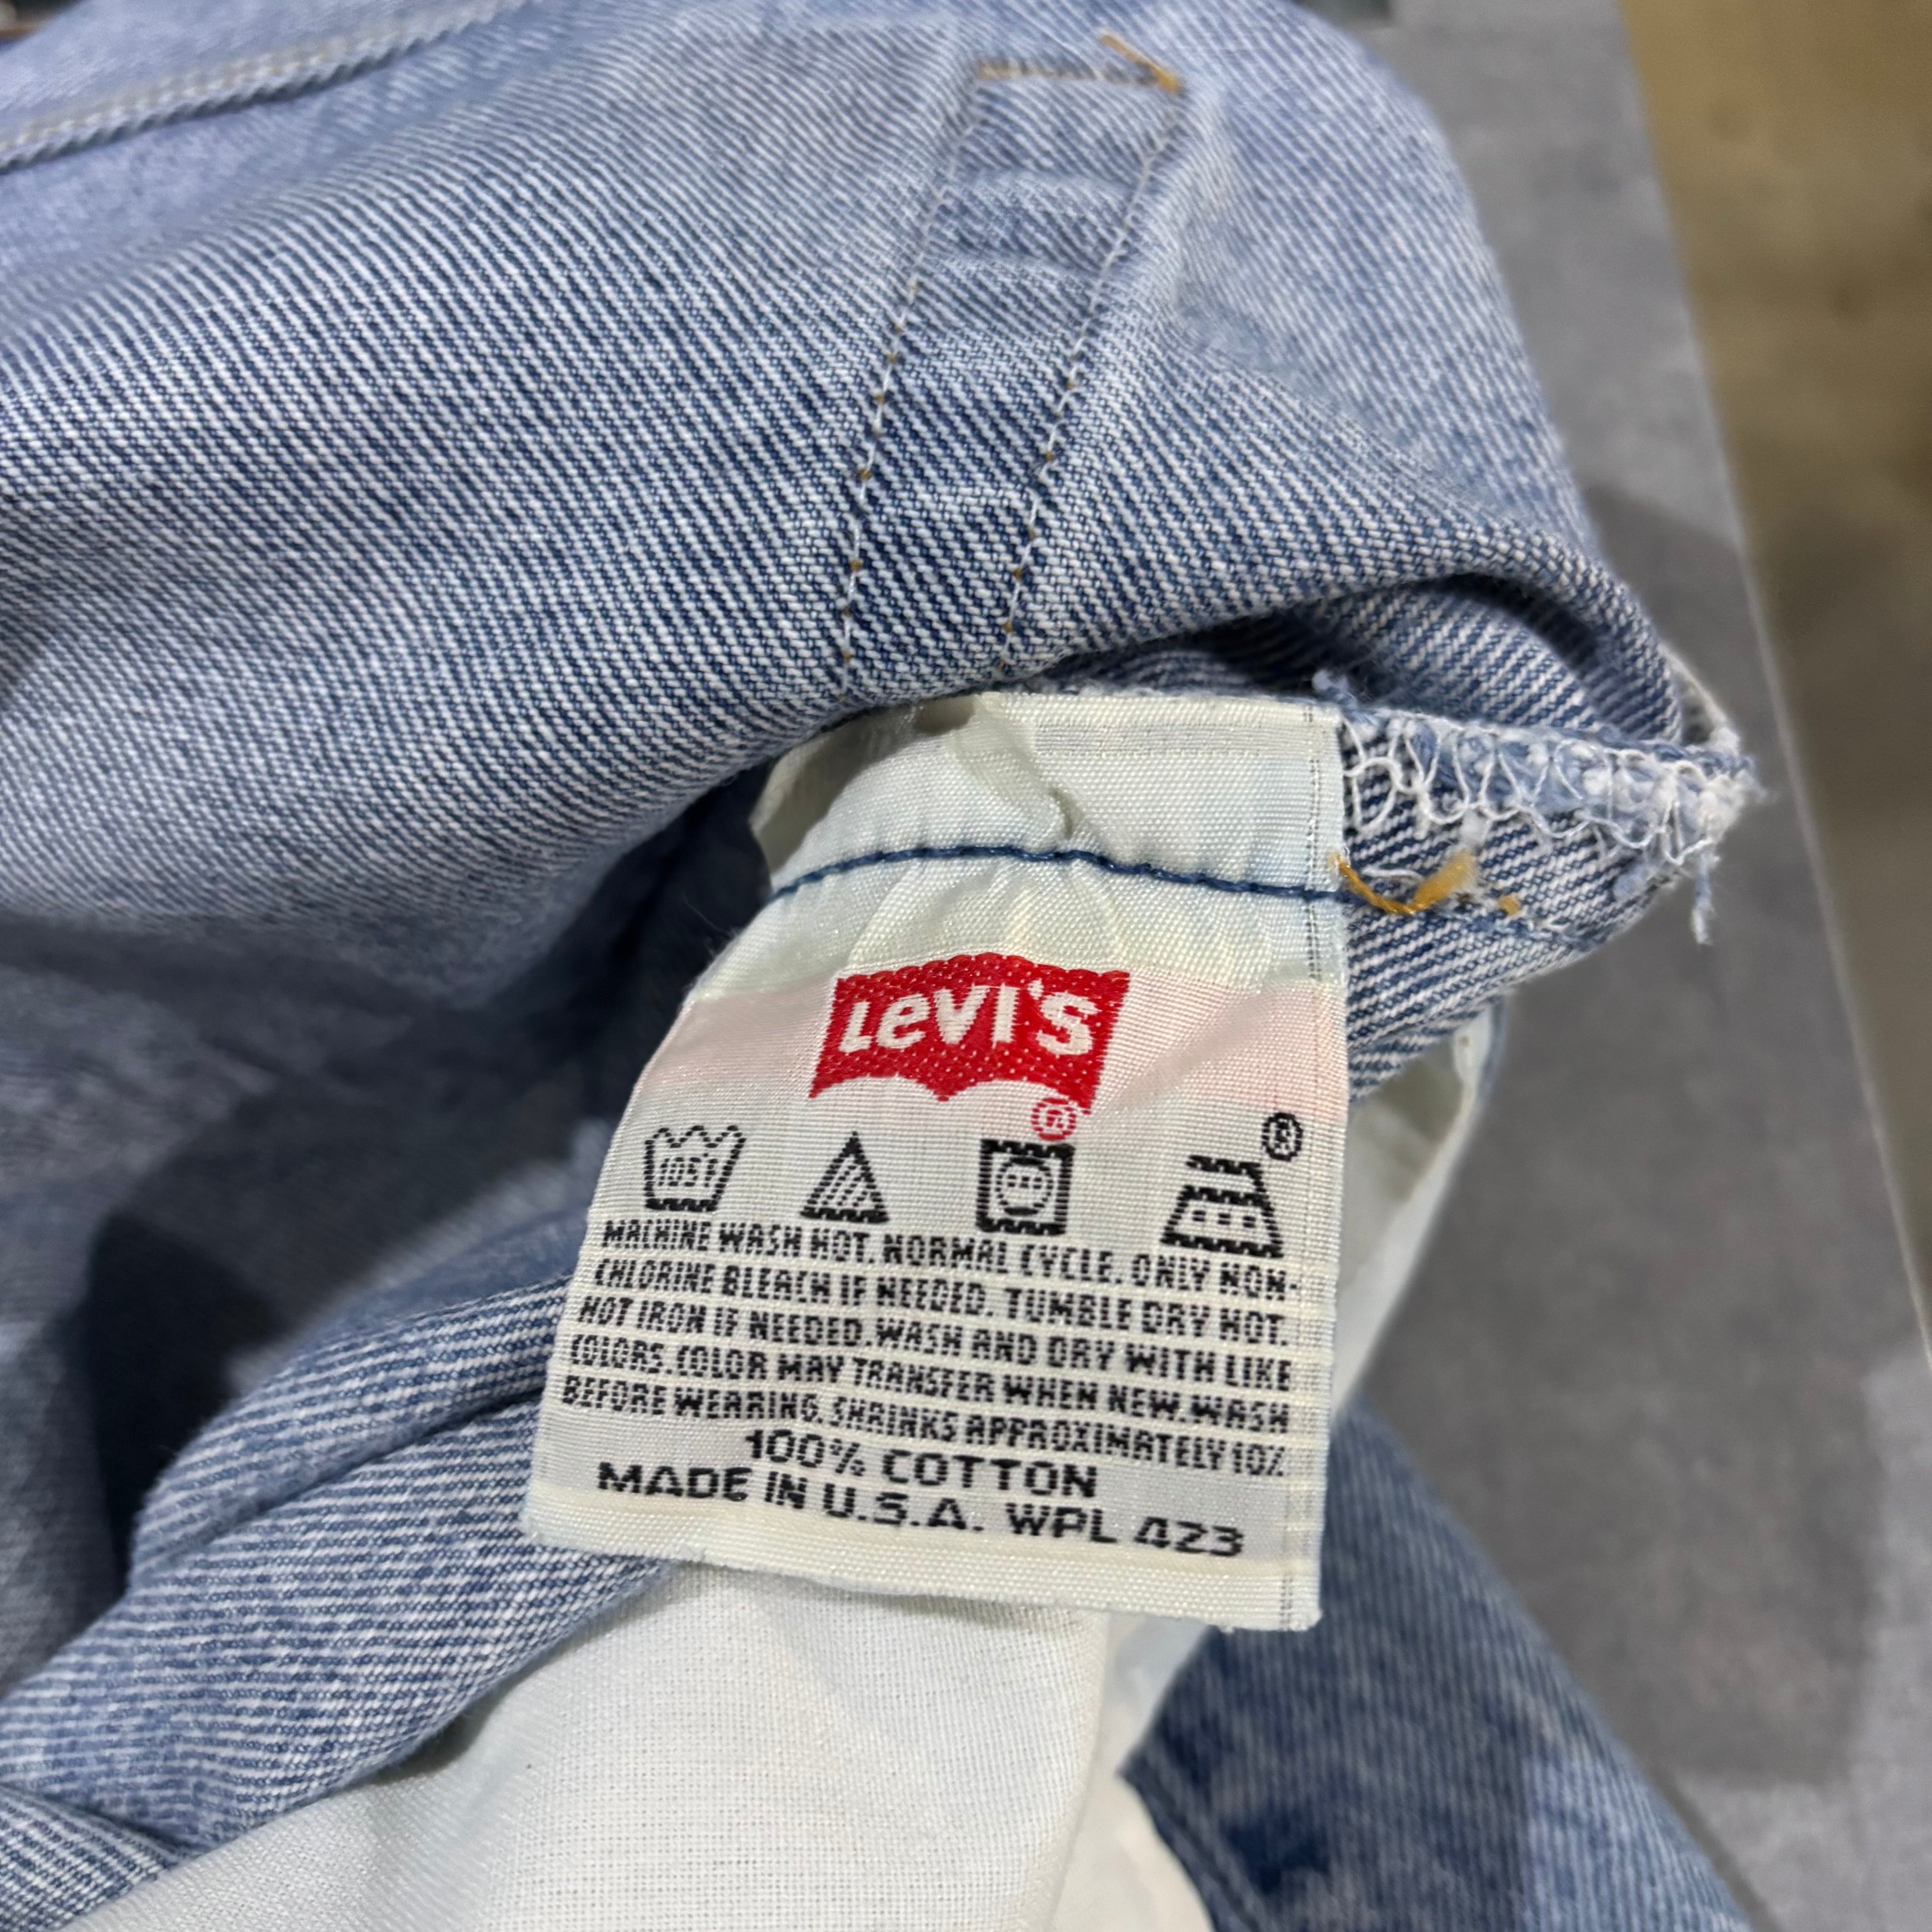 LEVI'S
®
105F
®
MACHINE WASH HOT. NORMAL CYCLE. ONLY NON-
CHLORINE BLEACH IF NEEDED. TUMBLE DRY HOT.
HOT IRON IF NEEDED. WASH AND DRY WITH LIKE
COLORS. COLOR MAY TRANSFER WHEN NEW. WASH
BEFORE WEARING. SHRINKS APPROXIMATELY 10%
100% COTTON
MADE IN U.S.A. WPL 423